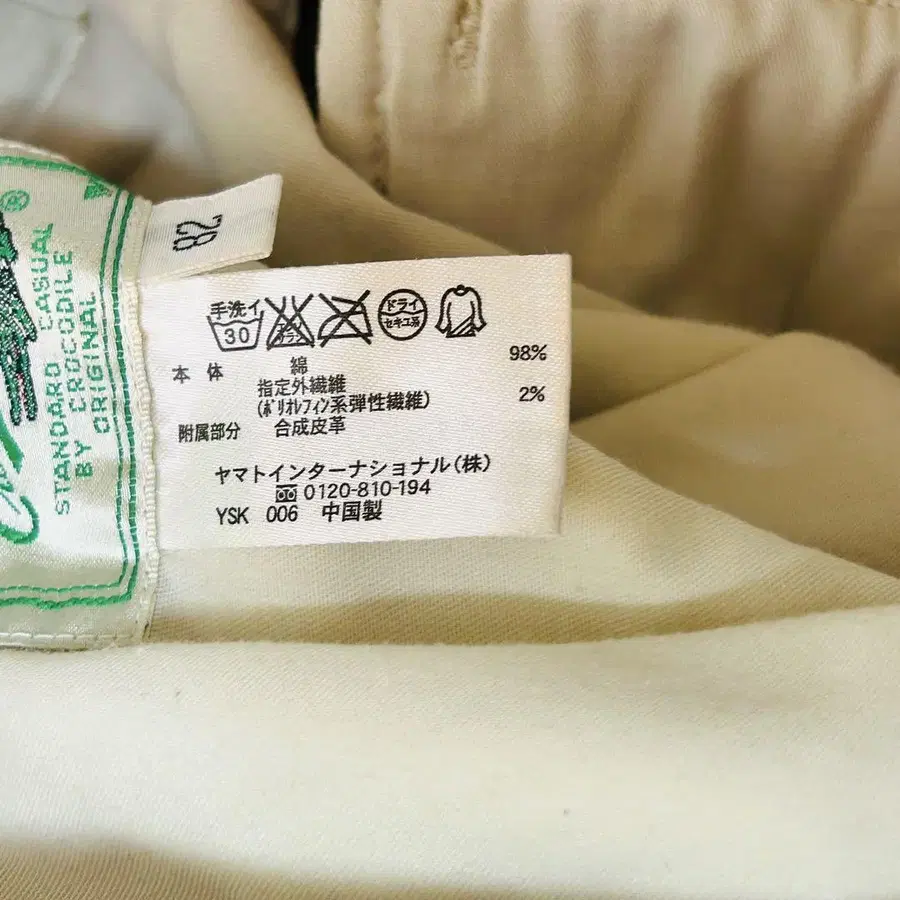 82
®
STANDARD CASUAL
BY CROCODILE
ORIGINAL
手洗イ
30
ドライ
セキユ系
本体 綿 98%
指定外繊維
(ポリオレフィン系弾性繊維) 2%
附属部分 合成皮革
ヤマトインターナショナル(株)
0120-810-194
YSK 006 中国製